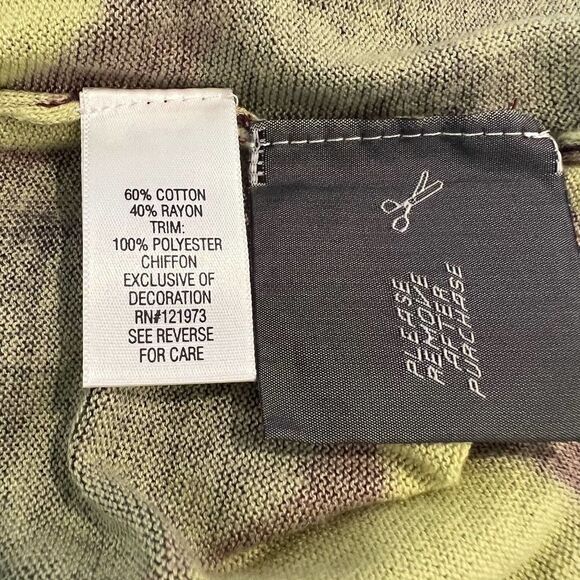 60% COTTON
40% RAYON
TRIM:
100% POLYESTER
CHIFFON
EXCLUSIVE OF
DECORATION
RN#121973
SEE REVERSE
FOR CARE
PLEASE
REMOVE
AFTER
PURCHASE